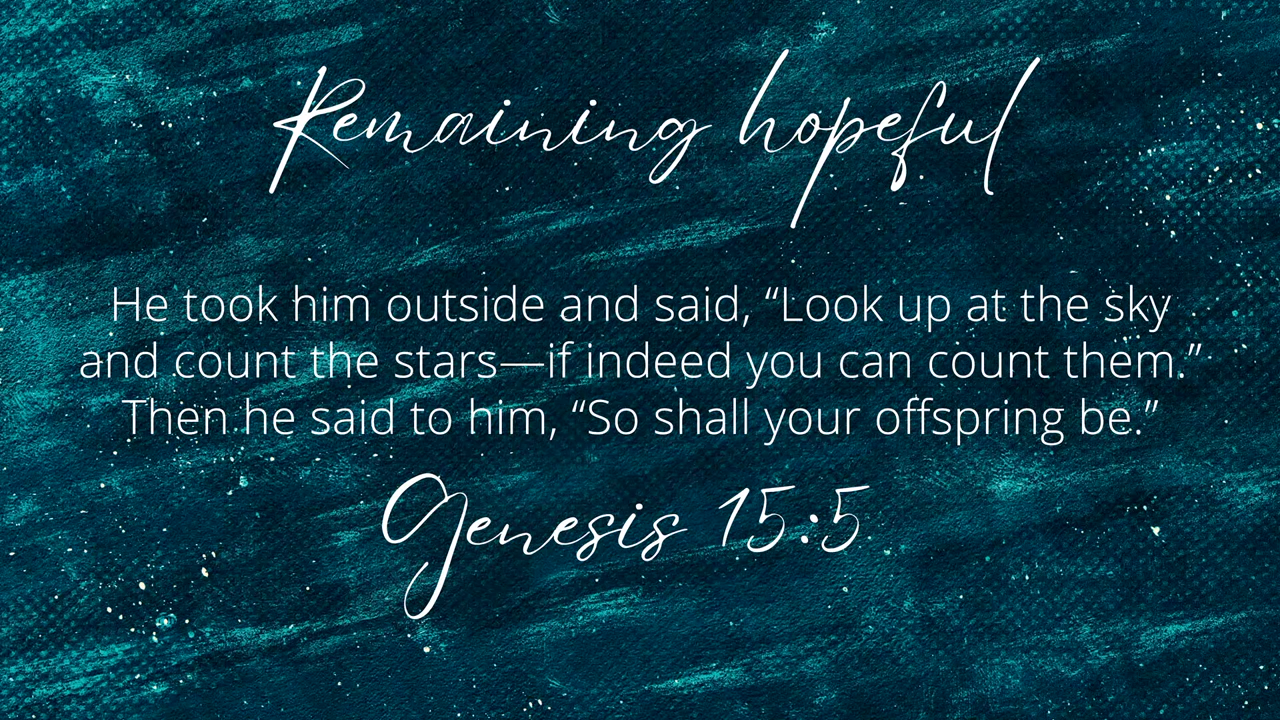 Remaining hopeful
He took him outside and said, “Look up at the sky
and count the stars—if indeed you can count them.”
Then he said to him, “So shall your offspring be.”
Genesis 15:5